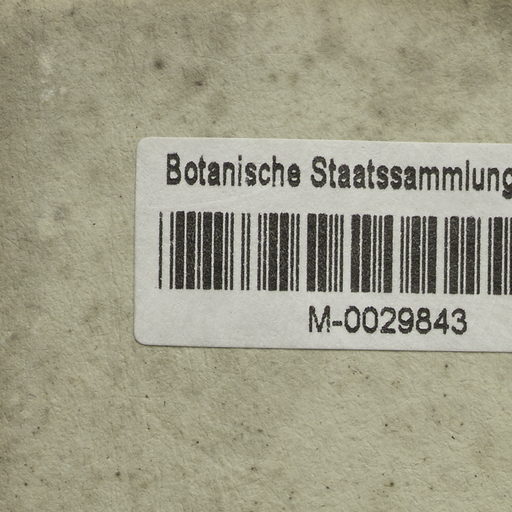 Botanische Staatssammlung
M-0029843